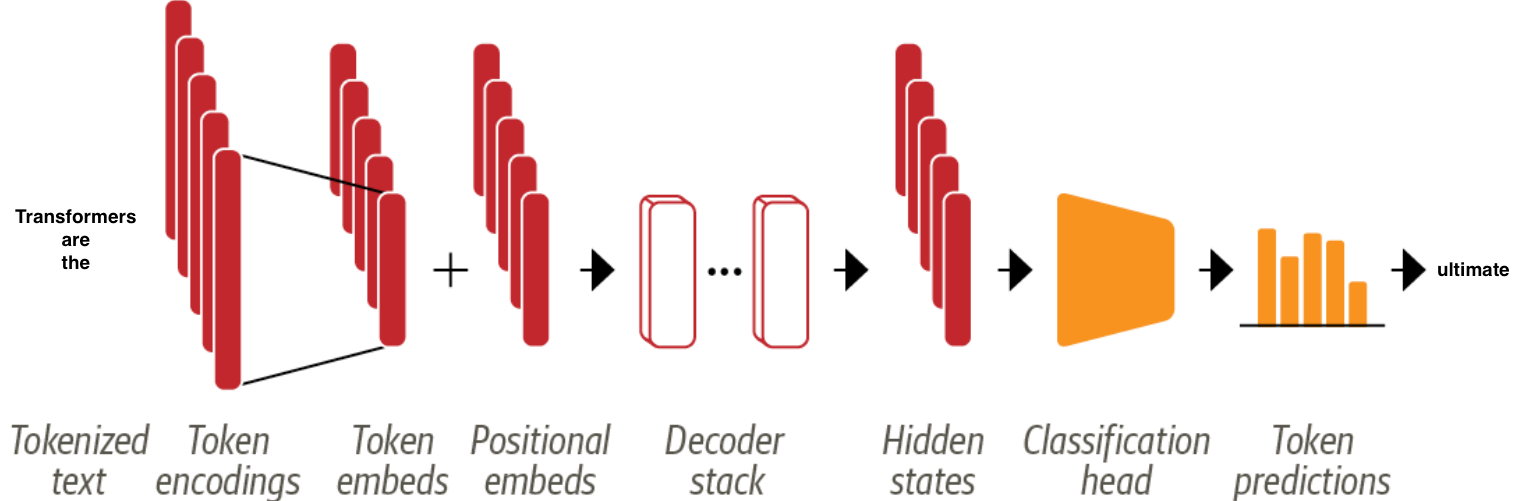 Transformers
are
the
ultimate
Tokenized
text
Token
encodings
Token
embeds
Positional
embeds
Decoder
stack
Hidden
states
Classification
head
Token
predictions